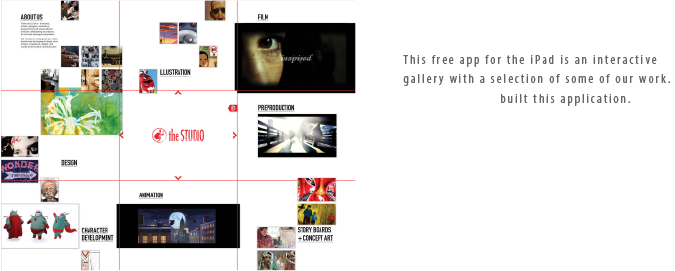 ABOUT US
FILM
inspired
ILLUSTRATION
PREPRODUCTION
the STUDIO
WONDER
DESIGN
ANIMATION
CHARACTER
DEVELOPMENT
STORY BOARDS
+ CONCEPT ART
This free app for the iPad is an interactive
gallery with a selection of some of our work.
built this application.